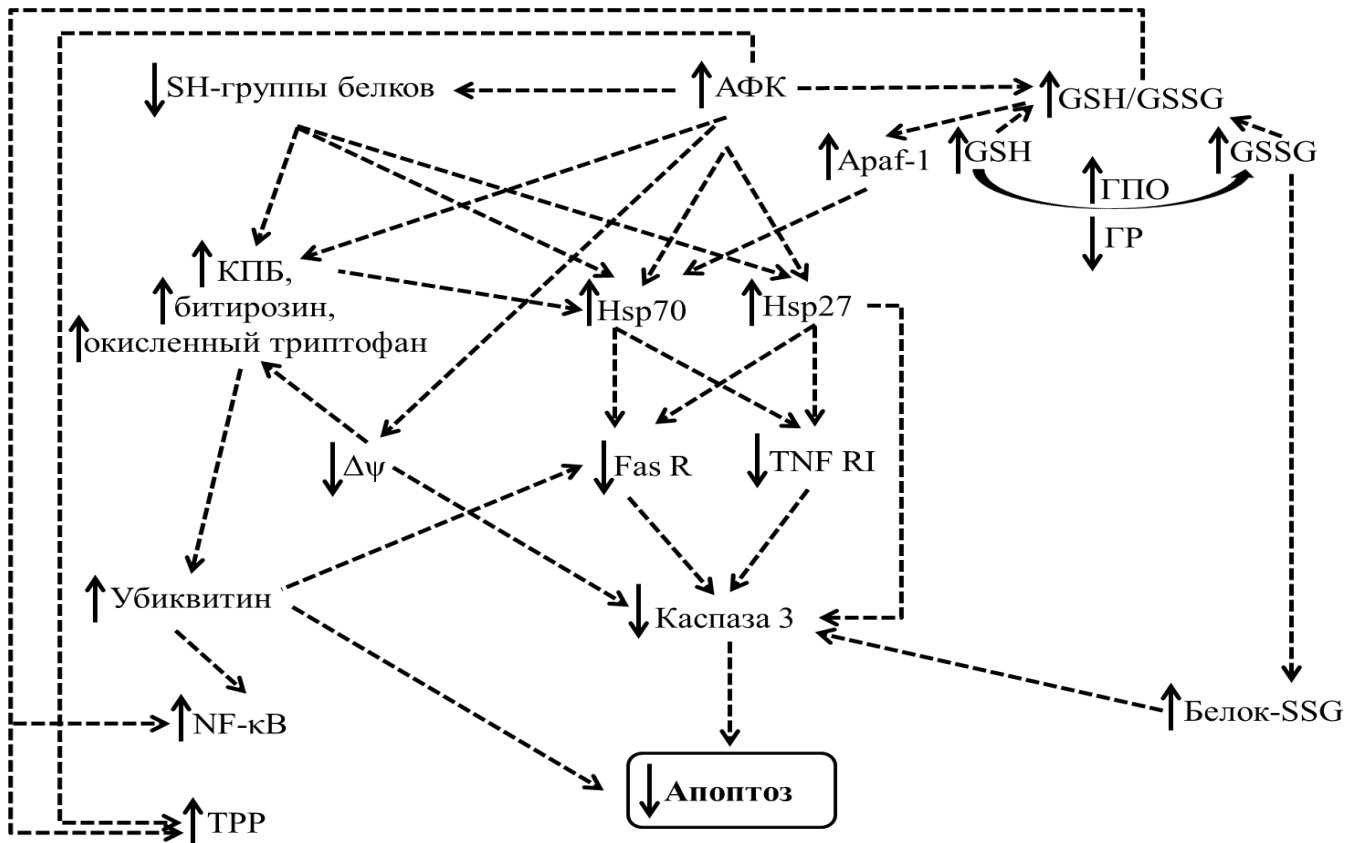 SH-группы белков
АФК
GSH/GSSG
Apaf-1
GSH
GSSG
ГПО
ГР
КПБ,
битирозин,
окисленный триптофан
Hsp70
Hsp27
Δψ
Fas R
TNF RI
Убиквитин
Каспаза 3
NF-κB
Белок-SSG
Апоптоз
ТРР